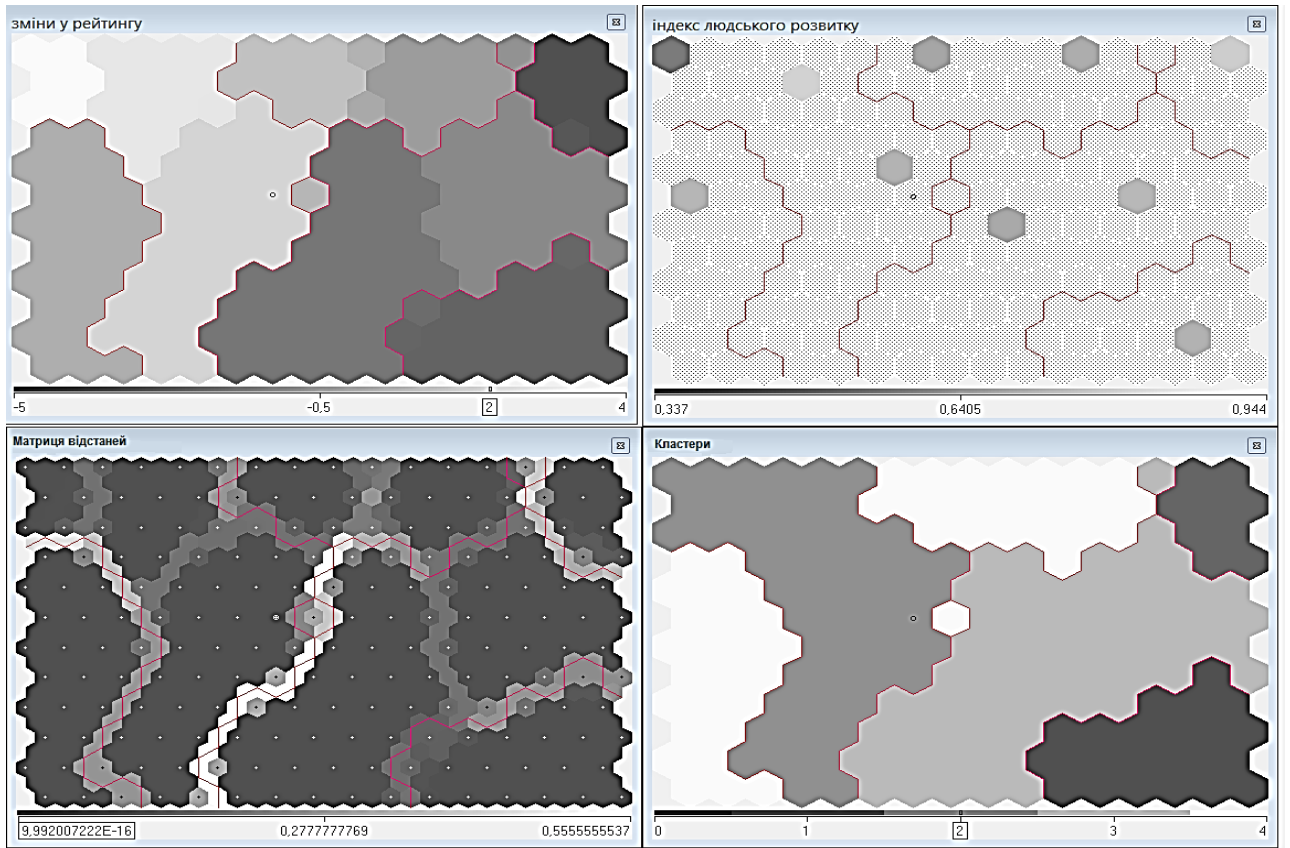 зміни у рейтингу
-5 -0,5 2 4
індекс людського розвитку
0,337 0,6405 0,944
Матриця відстаней
9,992007222E-16 0,2777777769 0,5555555537
Кластери
0 1 2 3 4